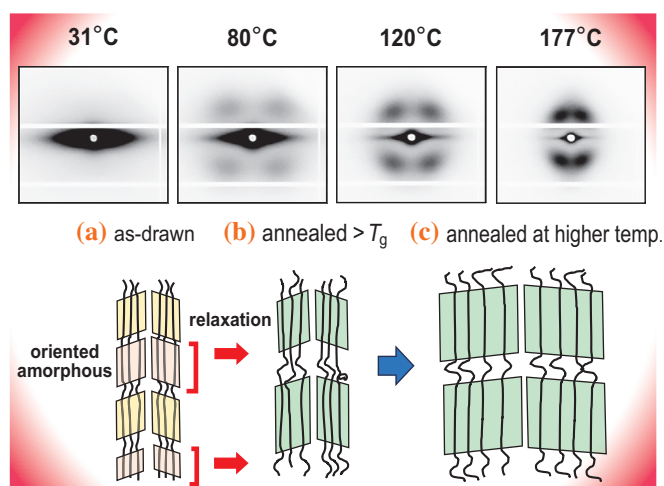 31°C 80°C 120°C 177°C
(a) as-drawn (b) annealed > Tg (c) annealed at higher temp.
relaxation
oriented
amorphous